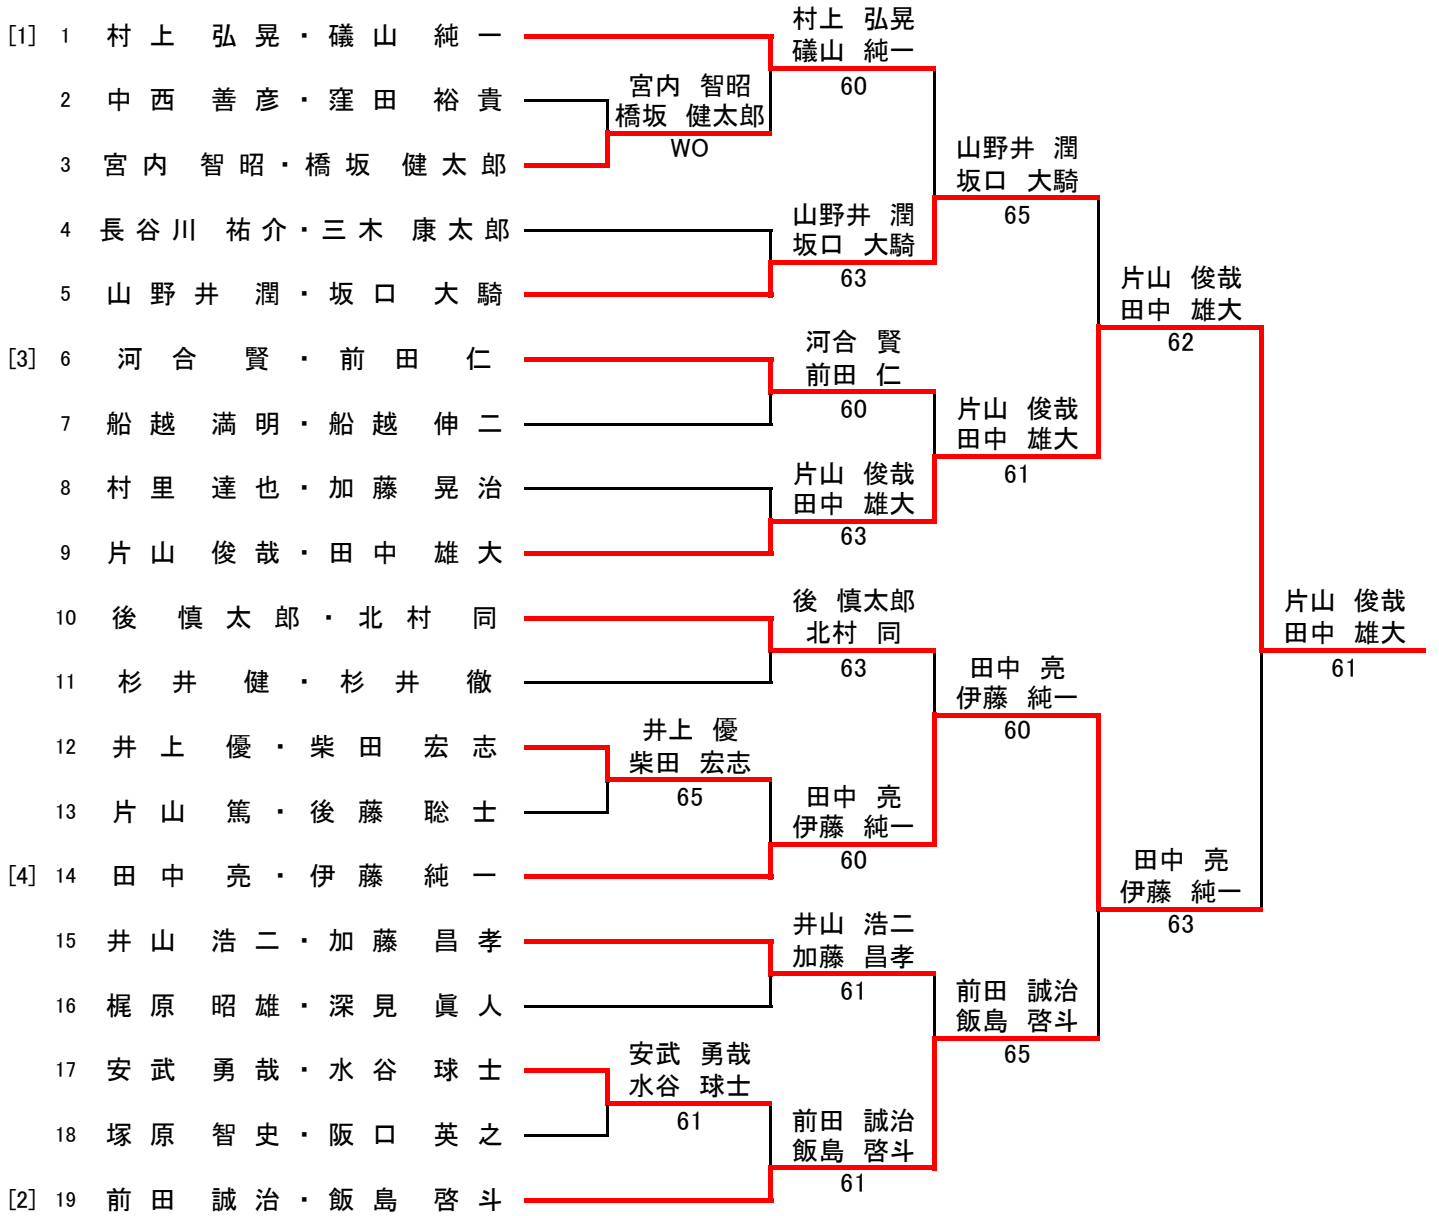 [1] 1 村上 弘晃・礒山 純一
2 中西 善彦・窪田 裕貴
3 宮内 智昭・橋坂 健太郎
4 長谷川 祐介・三木 康太郎
5 山野井 潤・坂口 大騎
[3] 6 河合 賢・前田 仁
7 船越 満明・船越 伸二
8 村里 達也・加藤 晃治
9 片山 俊哉・田中 雄大
10 後 慎太郎・北村 同
11 杉井 健・杉井 徹
12 井上 優・柴田 宏志
13 片山 篤・後藤 聡士
[4] 14 田中 亮・伊藤 純一
15 井山 浩二・加藤 昌孝
16 梶原 昭雄・深見 眞人
17 安武 勇哉・水谷 球士
18 塚原 智史・阪口 英之
[2] 19 前田 誠治・飯島 啓斗
宮内 智昭
橋坂 健太郎
WO
井上 優
柴田 宏志
65
安武 勇哉
水谷 球士
61
村上 弘晃
礒山 純一
60
山野井 潤
坂口 大騎
63
河合 賢
前田 仁
60
片山 俊哉
田中 雄大
63
後 慎太郎
北村 同
63
田中 亮
伊藤 純一
60
井山 浩二
加藤 昌孝
61
前田 誠治
飯島 啓斗
61
山野井 潤
坂口 大騎
65
片山 俊哉
田中 雄大
61
田中 亮
伊藤 純一
60
前田 誠治
飯島 啓斗
65
片山 俊哉
田中 雄大
62
田中 亮
伊藤 純一
63
片山 俊哉
田中 雄大
61